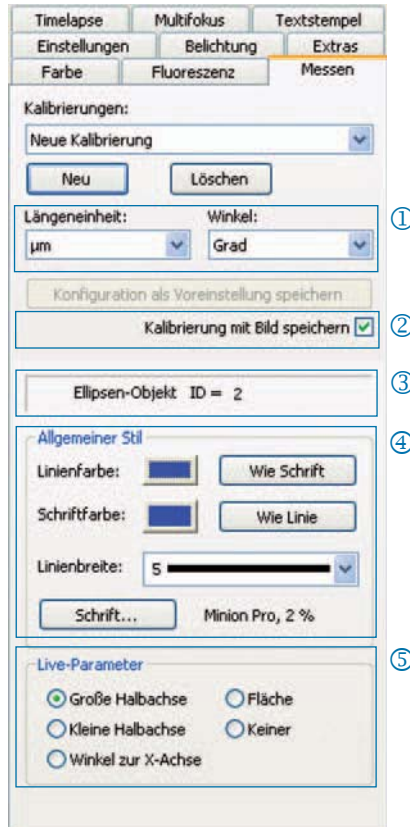 Timelapse Multifokus Textstempel
Einstellungen Belichtung Extras
Farbe Fluoreszenz Messen
Kalibrierungen:
Neue Kalibrierung
Neu Löschen
Längeneinheit: Winkel: ①
µm Grad
Konfiguration als Voreinstellung speichern
Kalibrierung mit Bild speichern ②
Ellipsen-Objekt ID = 2 ③
Allgemeiner Stil ④
Linienfarbe: Wie Schrift
Schriftfarbe: Wie Linie
Linienbreite: 5
Schrift... Minion Pro, 2 %
Live-Parameter ⑤
Große Halbachse Fläche
Kleine Halbachse Keiner
Winkel zur X-Achse